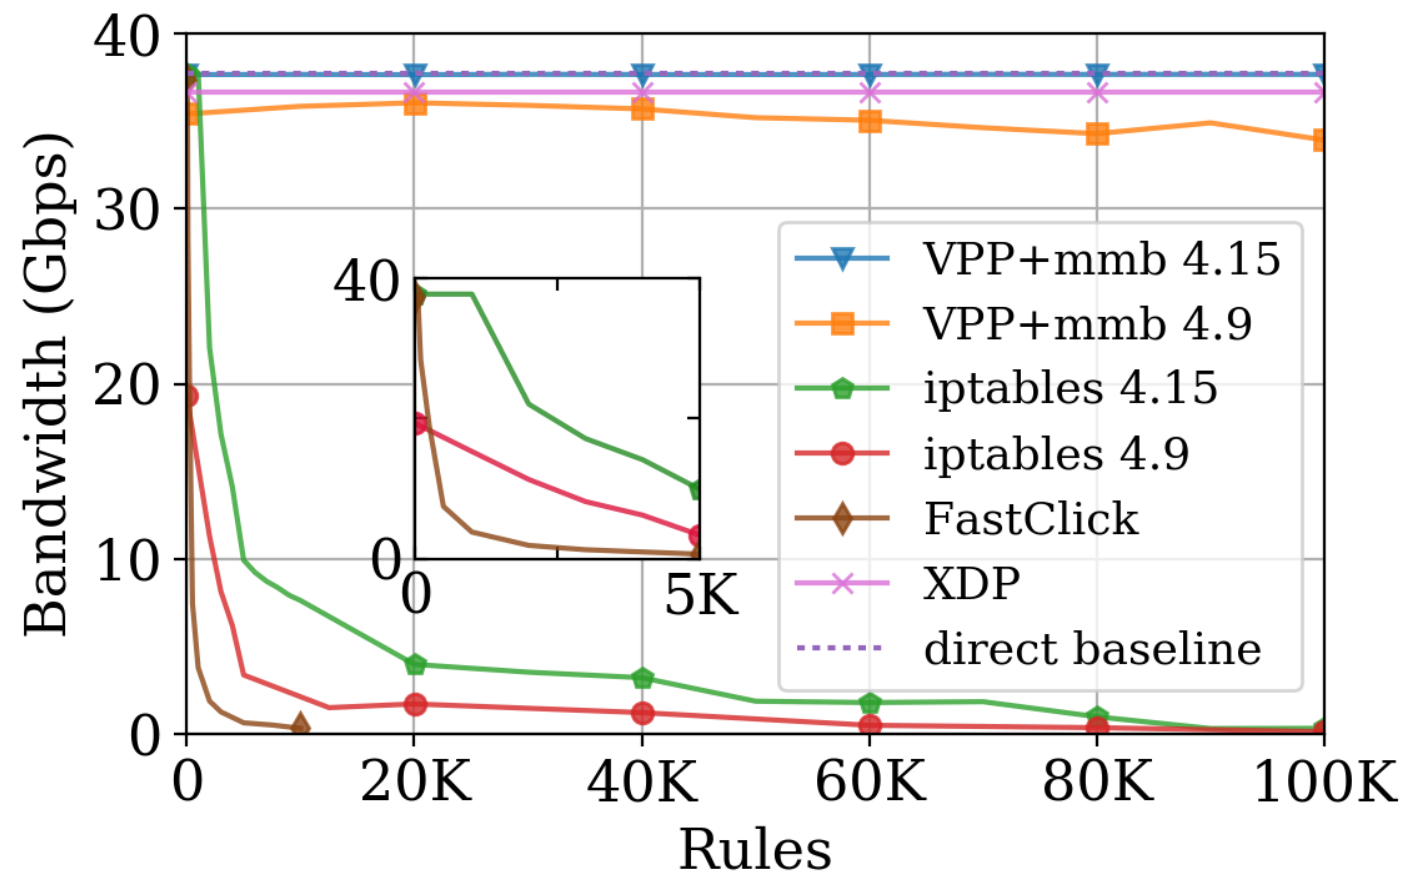 40
30
20
10
0
Bandwidth (Gbps)
40
0
0 5K
VPP+mmb 4.15
VPP+mmb 4.9
iptables 4.15
iptables 4.9
FastClick
XDP
direct baseline
0 20K 40K 60K 80K 100K
Rules